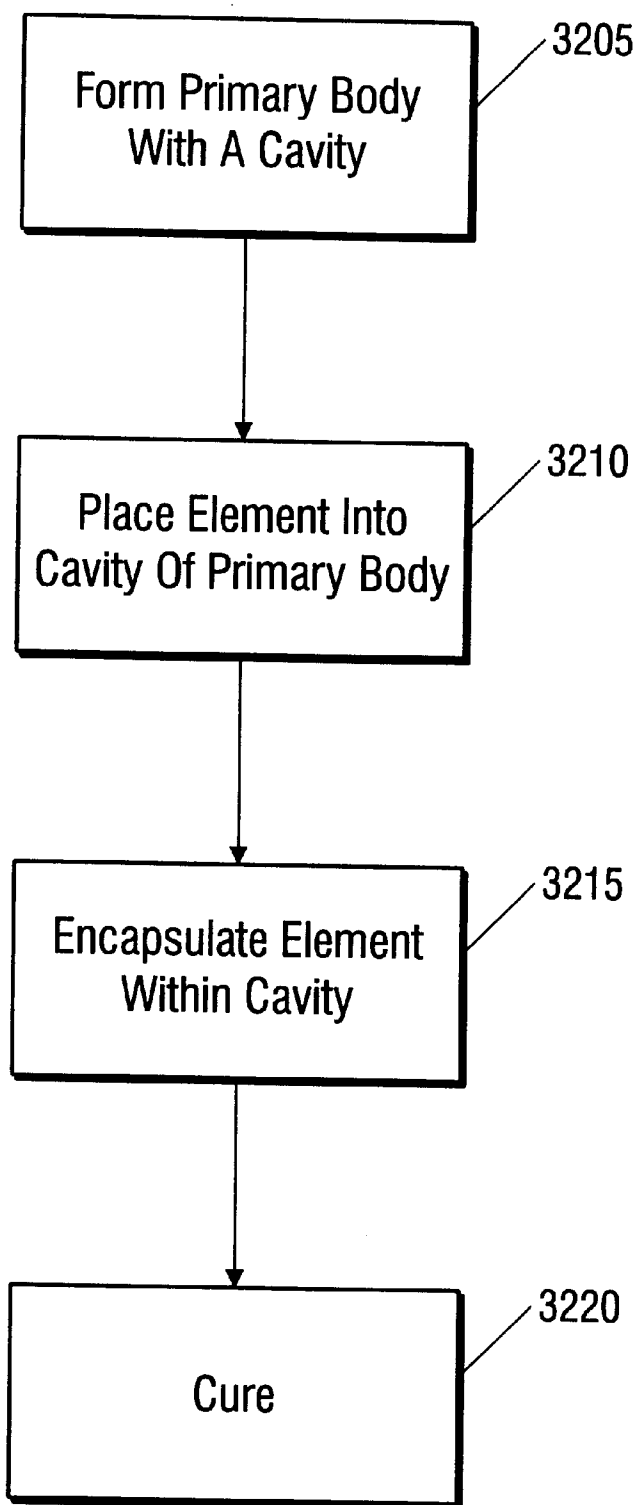 3205
Form Primary Body
With A Cavity
3210
Place Element Into
Cavity Of Primary Body
3215
Encapsulate Element
Within Cavity
3220
Cure